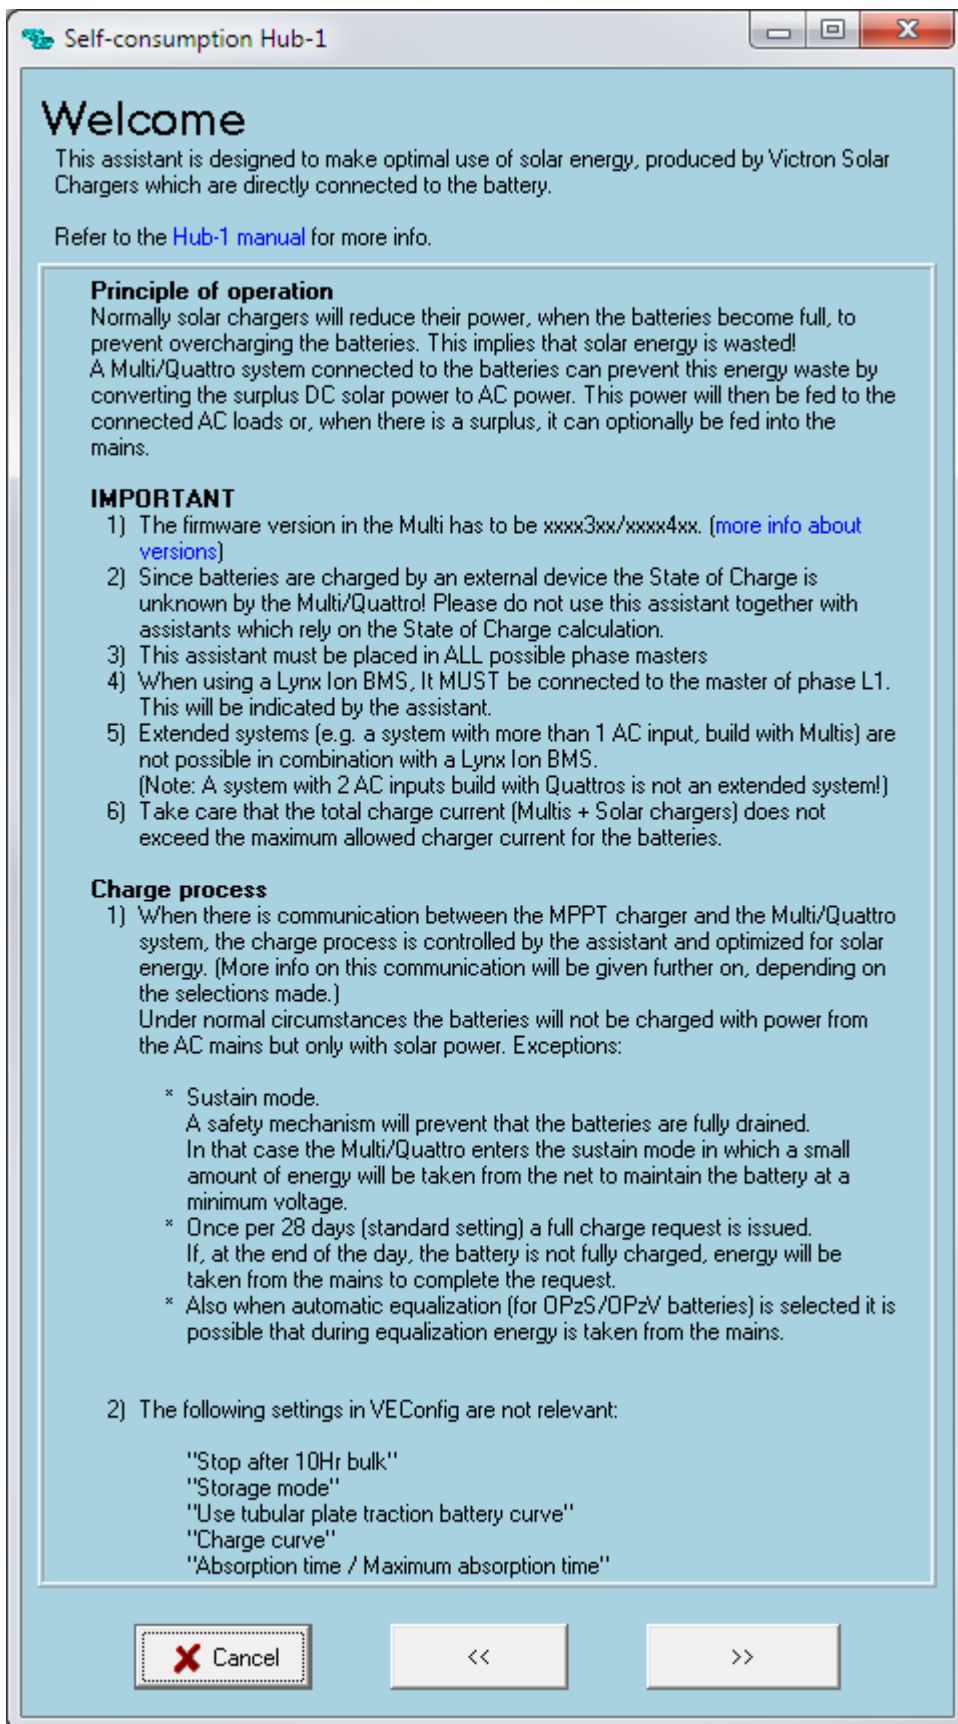 Self-consumption Hub-1
Welcome
This assistant is designed to make optimal use of solar energy, produced by Victron Solar
Chargers which are directly connected to the battery.
Refer to the Hub-1 manual for more info.
Principle of operation
Normally solar chargers will reduce their power, when the batteries become full, to
prevent overcharging the batteries. This implies that solar energy is wasted!
A Multi/Quattro system connected to the batteries can prevent this energy waste by
converting the surplus DC solar power to AC power. This power will then be fed to the
connected AC loads or, when there is a surplus, it can optionally be fed into the
mains.
IMPORTANT
1) The firmware version in the Multi has to be xxxx3xx/xxxx4xx. (more info about
versions)
2) Since batteries are charged by an external device the State of Charge is
unknown by the Multi/Quattro! Please do not use this assistant together with
assistants which rely on the State of Charge calculation.
3) This assistant must be placed in ALL possible phase masters
4) When using a Lynx Ion BMS, It MUST be connected to the master of phase L1.
This will be indicated by the assistant.
5) Extended systems (e.g. a system with more than 1 AC input, build with Multis) are
not possible in combination with a Lynx Ion BMS.
(Note: A system with 2 AC inputs build with Quattros is not an extended system!)
6) Take care that the total charge current (Multis + Solar chargers) does not
exceed the maximum allowed charger current for the batteries.
Charge process
1) When there is communication between the MPPT charger and the Multi/Quattro
system, the charge process is controlled by the assistant and optimized for solar
energy. (More info on this communication will be given further on, depending on
the selections made.)
Under normal circumstances the batteries will not be charged with power from
the AC mains but only with solar power. Exceptions:
* Sustain mode.
A safety mechanism will prevent that the batteries are fully drained.
In that case the Multi/Quattro enters the sustain mode in which a small
amount of energy will be taken from the net to maintain the battery at a
minimum voltage.
* Once per 28 days (standard setting) a full charge request is issued.
If, at the end of the day, the battery is not fully charged, energy will be
taken from the mains to complete the request.
* Also when automatic equalization (for OPzS/OPzV batteries) is selected it is
possible that during equalization energy is taken from the mains.
2) The following settings in VEConfig are not relevant:
"Stop after 10Hr bulk"
"Storage mode"
"Use tubular plate traction battery curve"
"Charge curve"
"Absorption time / Maximum absorption time"
Cancel
<<
>>